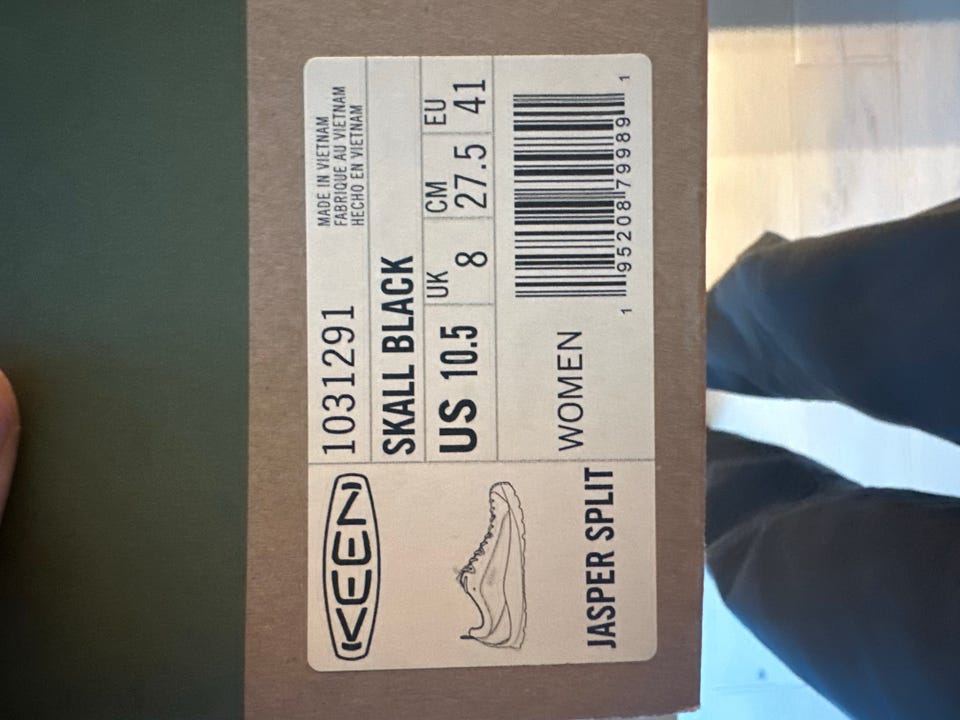 KEEN
1031291
MADE IN VIETNAM
FABRIQUE AU VIETNAM
HECHO EN VIETNAM
SKALL BLACK
US 10.5
UK 8
CM 27.5
EU 41
JASPER SPLIT
WOMEN
1 95208 79989 1